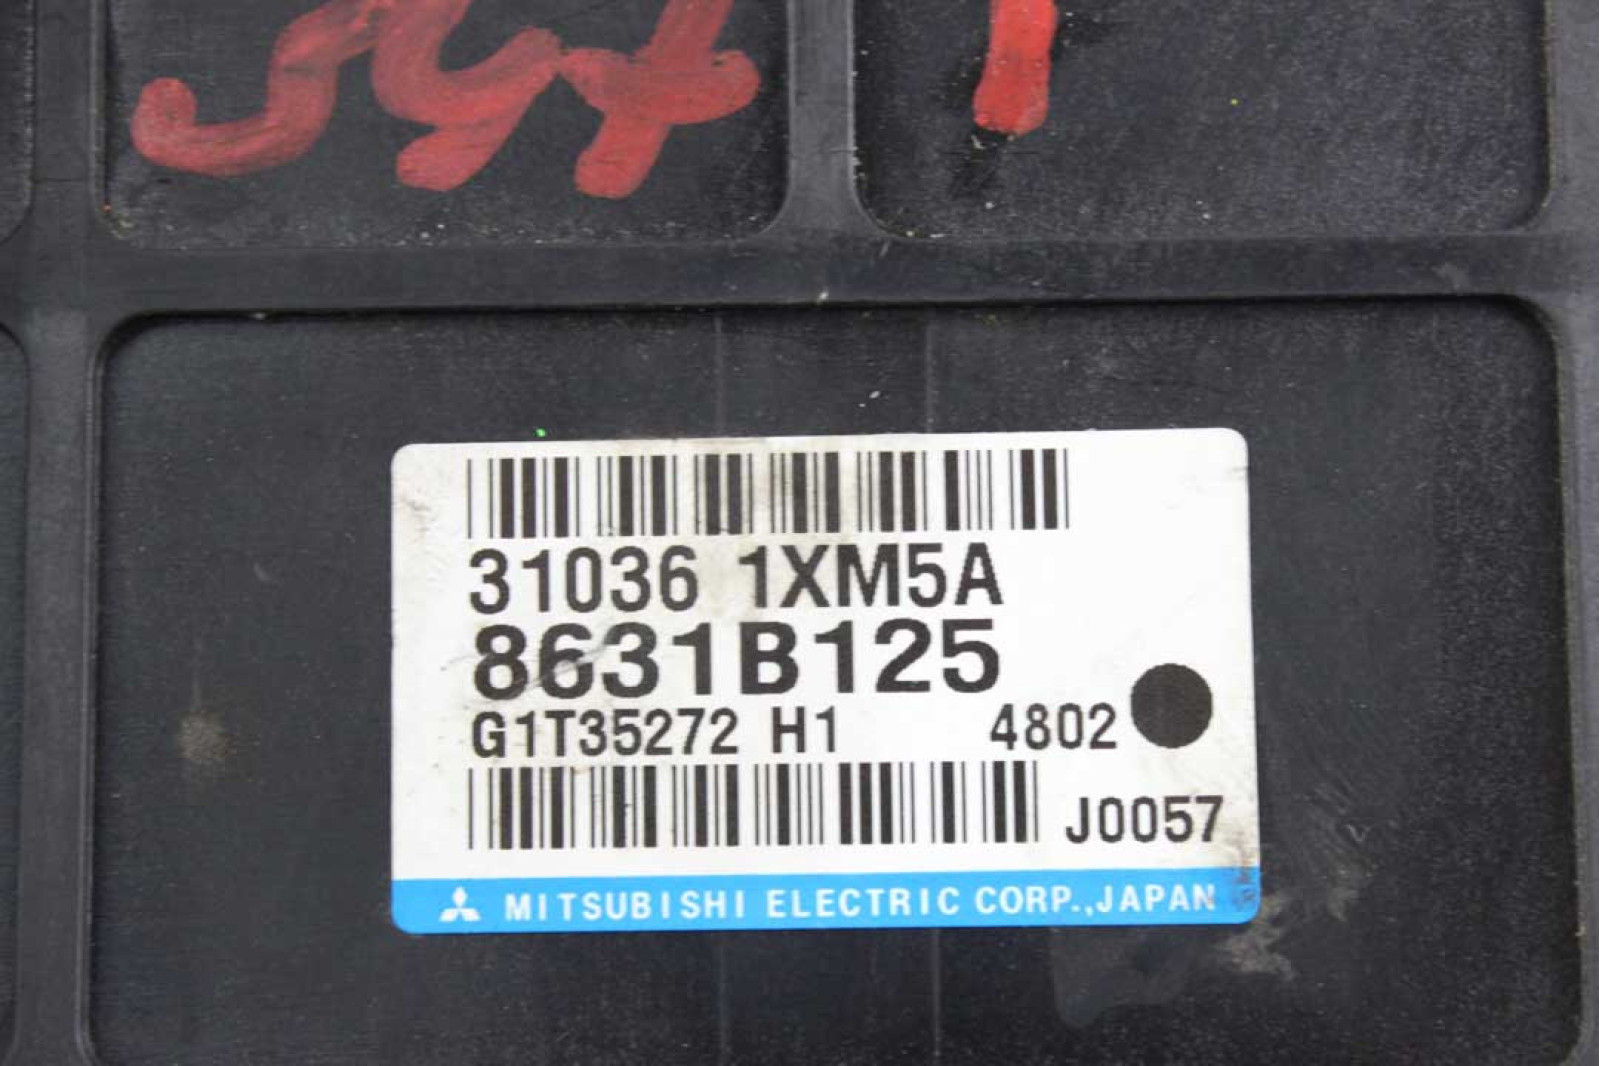 31036 1XM5A
8631B125
G1T35272 H1 4802
J0057
MITSUBISHI ELECTRIC CORP.,JAPAN